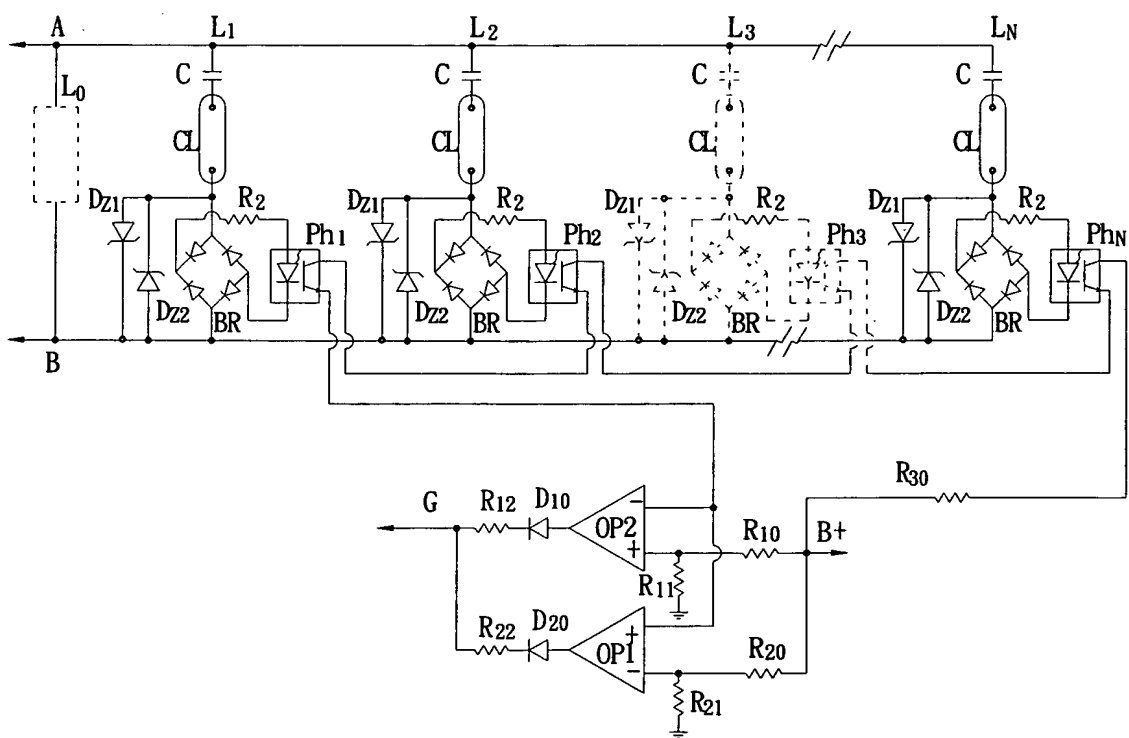 A L1 L2 L3 LN
C C C C
L0
CL CL CL CL
DZ1 R2 DZ1 R2 DZ1 R2 DZ1 R2
Ph1 Ph2 Ph3 PhN
DZ2 BR DZ2 BR DZ2 BR DZ2 BR
B
R30
G R12 D10 − OP2 + R10 B+
R11
R22 D20 + OP1 − R20
R21